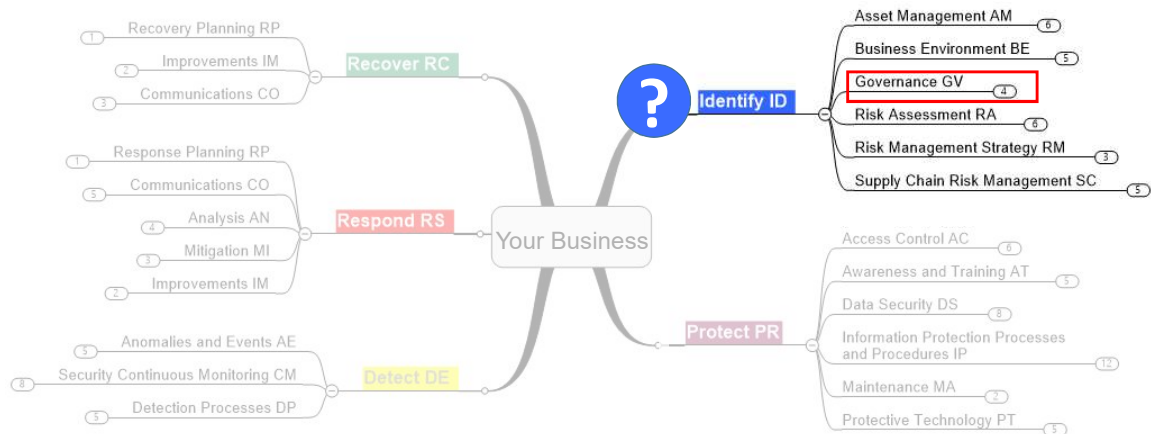 Recovery Planning RP
1
Improvements IM
2
Communications CO
3
Recover RC
Response Planning RP
1
Communications CO
5
Analysis AN
4
Mitigation MI
3
Improvements IM
2
Respond RS
Anomalies and Events AE
5
Security Continuous Monitoring CM
8
Detection Processes DP
5
Detect DE
Your Business
?
Identify ID
Asset Management AM
6
Business Environment BE
5
Governance GV
4
Risk Assessment RA
6
Risk Management Strategy RM
3
Supply Chain Risk Management SC
5
Protect PR
Access Control AC
6
Awareness and Training AT
5
Data Security DS
8
Information Protection Processes
and Procedures IP
12
Maintenance MA
2
Protective Technology PT
5